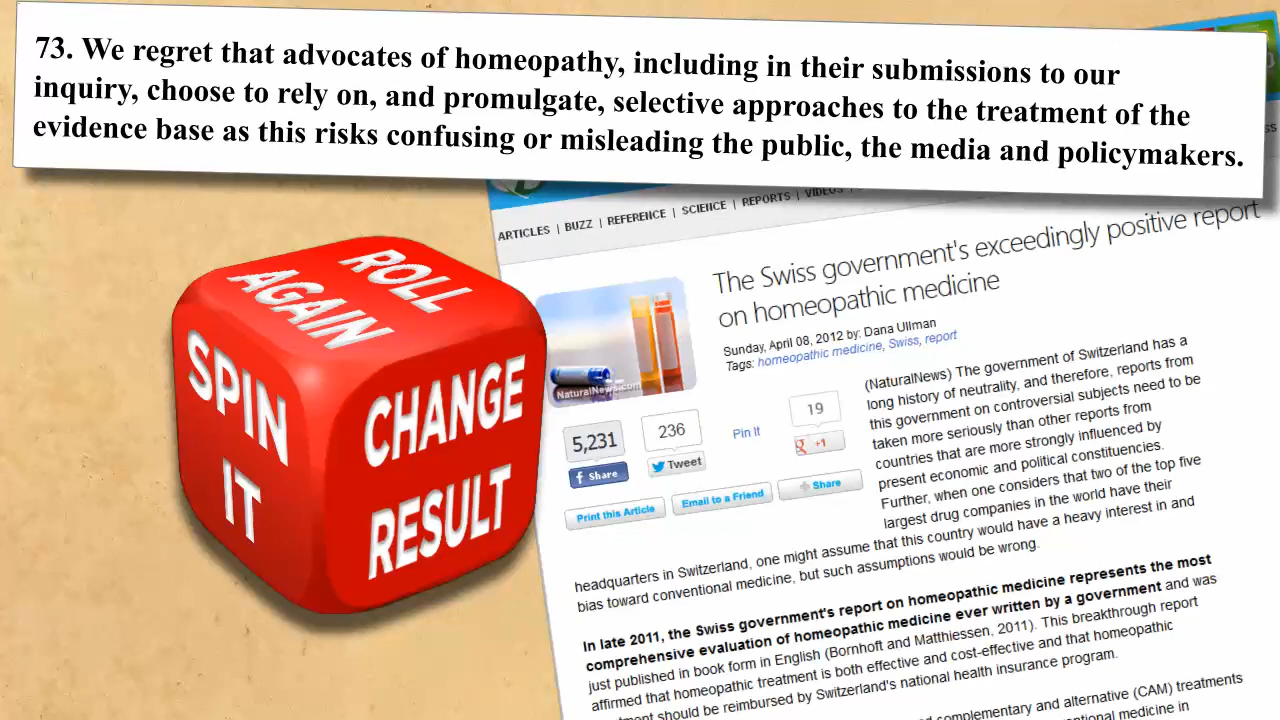 73. We regret that advocates of homeopathy, including in their submissions to our
inquiry, choose to rely on, and promulgate, selective approaches to the treatment of the
evidence base as this risks confusing or misleading the public, the media and policymakers.
ARTICLES | BUZZ | REFERENCE | SCIENCE | REPORTS | VIDEOS
The Swiss government's exceedingly positive report
on homeopathic medicine
Sunday, April 08, 2012 by: Dana Ullman
Tags: homeopathic medicine, Swiss, report
NaturalNews.com
5,231
Share
236
Tweet
Pin It
19
+1
Print this Article
Email to a Friend
Share
(NaturalNews) The government of Switzerland has a
long history of neutrality, and therefore, reports from
this government on controversial subjects need to be
taken more seriously than other reports from
countries that are more strongly influenced by
present economic and political constituencies.
Further, when one considers that two of the top five
largest drug companies in the world have their
headquarters in Switzerland, one might assume that this country would have a heavy interest in and
bias toward conventional medicine, but such assumptions would be wrong.
In late 2011, the Swiss government's report on homeopathic medicine represents the most
comprehensive evaluation of homeopathic medicine ever written by a government and was
just published in book form in English (Bornhoft and Matthiessen, 2011). This breakthrough report
affirmed that homeopathic treatment is both effective and cost-effective and that homeopathic
should be reimbursed by Switzerland's national health insurance program.
complementary and alternative (CAM) treatments
medicine in
ROLL
AGAIN
SPIN
IT
CHANGE
RESULT